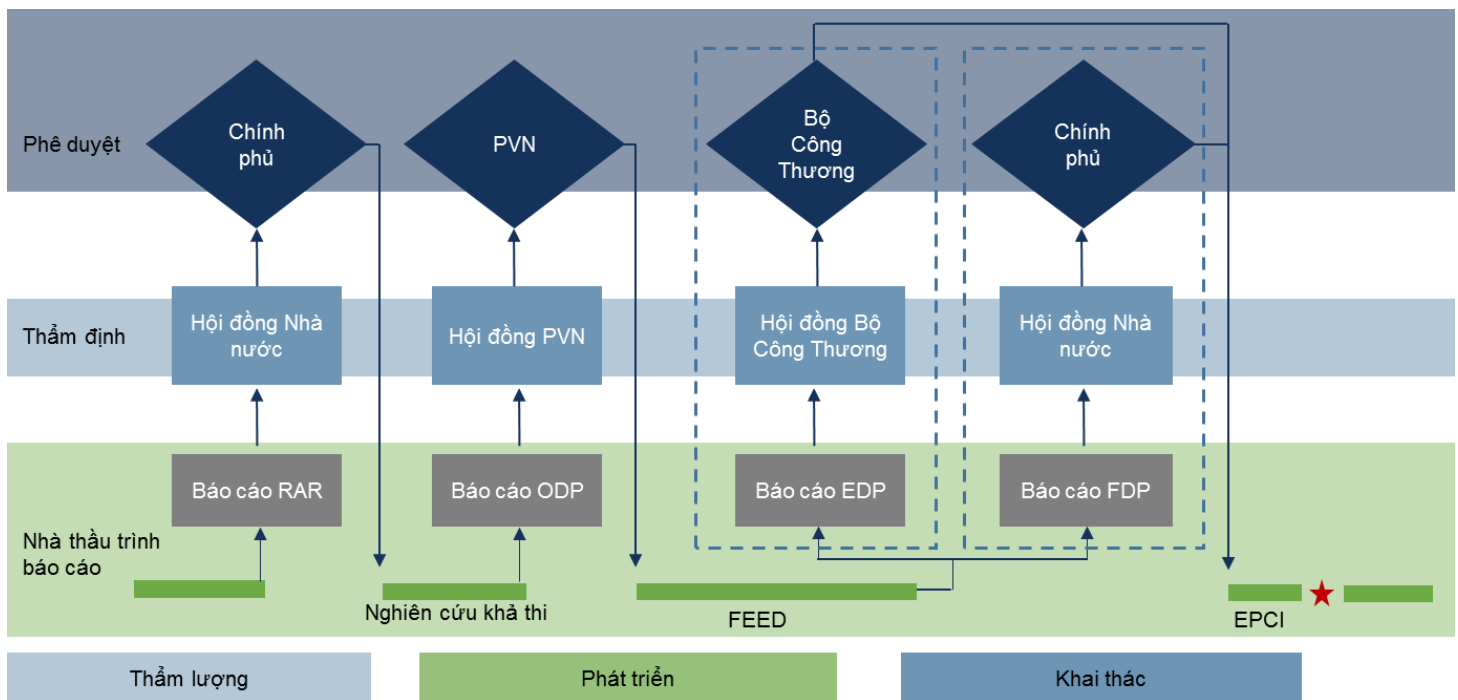 Phê duyệt
Chính
phủ
PVN
Bộ
Công
Thương
Chính
phủ
Thẩm định
Hội đồng Nhà
nước
Hội đồng PVN
Hội đồng Bộ
Công Thương
Hội đồng Nhà
nước
Nhà thầu trình
báo cáo
Báo cáo RAR
Báo cáo ODP
Báo cáo EDP
Báo cáo FDP
Nghiên cứu khả thi
FEED
EPCI
Thẩm lượng
Phát triển
Khai thác